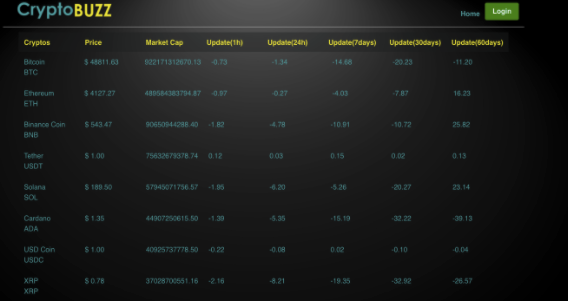 CryptoBUZZ
Home Login
Cryptos Price Market Cap Update(1h) Update(24h) Update(7days) Update(30days) Update(60days)
Bitcoin $ 48811.63 922171312670.13 -0.73 -1.34 -14.68 -20.23 -11.20
BTC
Ethereum $ 4127.27 489584383794.87 -0.97 -0.27 -4.03 -7.87 16.23
ETH
Binance Coin $ 543.47 90650944288.40 -1.82 -4.78 -10.91 -10.72 25.82
BNB
Tether $ 1.00 75632679378.74 0.12 0.03 0.15 0.02 0.13
USDT
Solana $ 189.50 57945071756.57 -1.95 -6.20 -5.26 -20.27 23.14
SOL
Cardano $ 1.35 44907250615.50 -1.39 -5.35 -15.19 -32.22 -39.13
ADA
USD Coin $ 1.00 40925737778.50 -0.22 -0.08 0.02 -0.10 -0.04
USDC
XRP $ 0.78 37028700551.16 -2.16 -8.21 -19.35 -32.92 -26.57
XRP